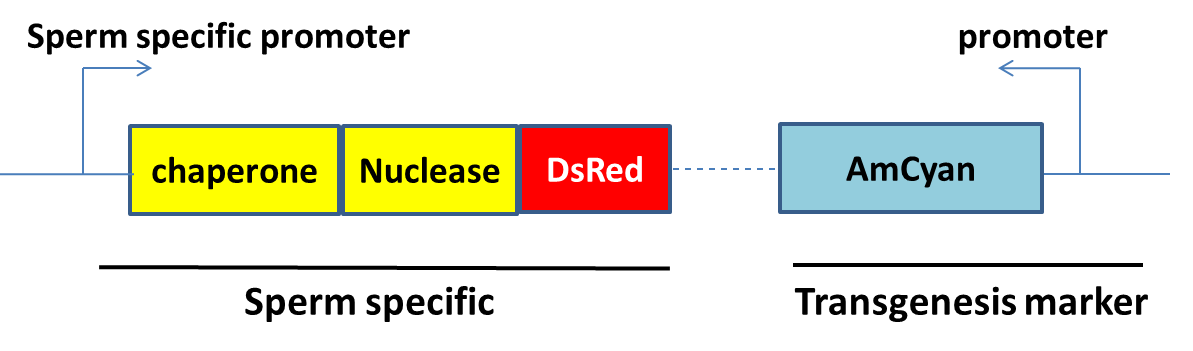 Sperm specific promoter
promoter
chaperone
Nuclease
DsRed
AmCyan
Sperm specific
Transgenesis marker